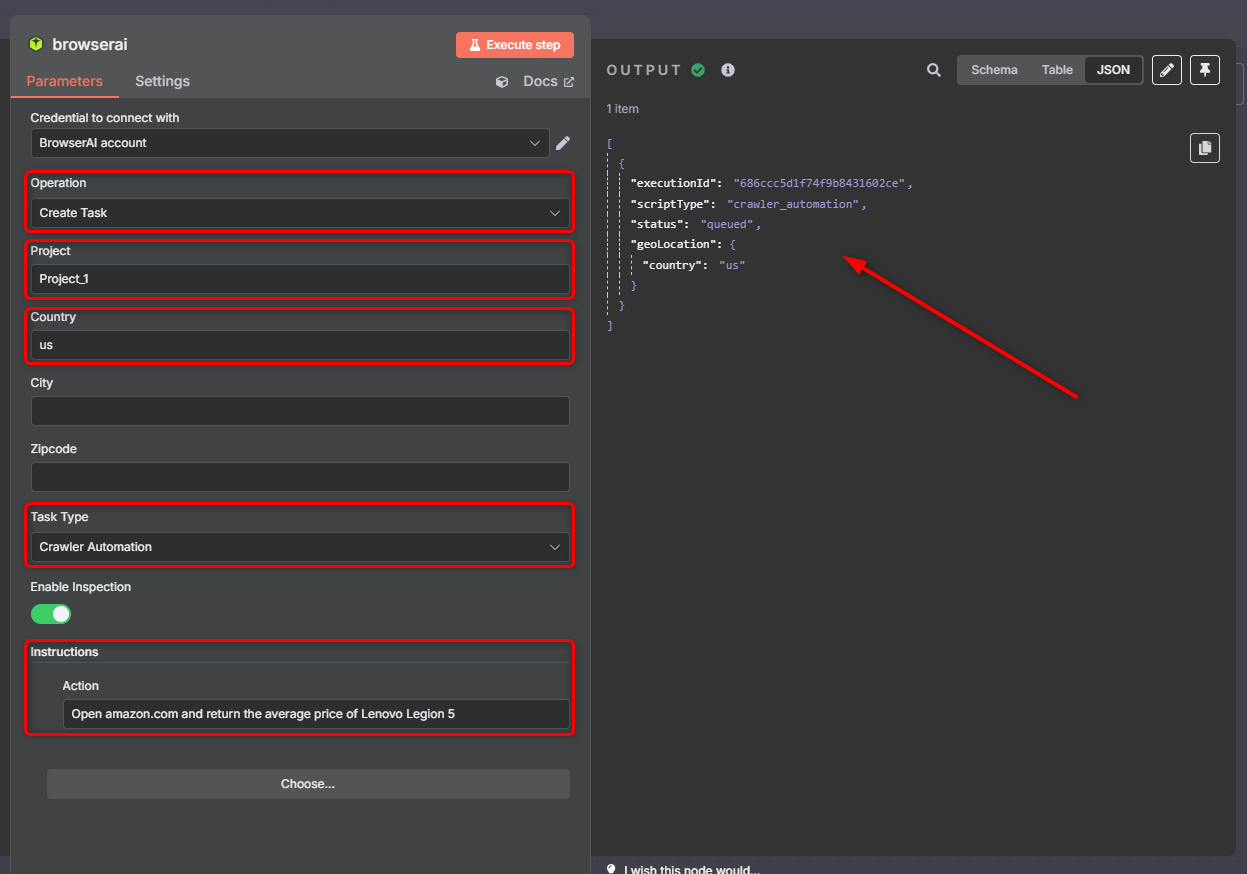 browserai
Execute step
Parameters
Settings
Docs
Credential to connect with
BrowserAI account
Operation
Create Task
Project
Project_1
Country
us
City
Zipcode
Task Type
Crawler Automation
Enable Inspection
Instructions
Action
Open amazon.com and return the average price of Lenovo Legion 5
Choose...
OUTPUT
Schema
Table
JSON
1 item
[
{
"executionId": "686ccc5d1f74f9b8431602ce",
"scriptType": "crawler_automation",
"status": "queued",
"geoLocation": {
"country": "us"
}
}
]
I wish this node would...